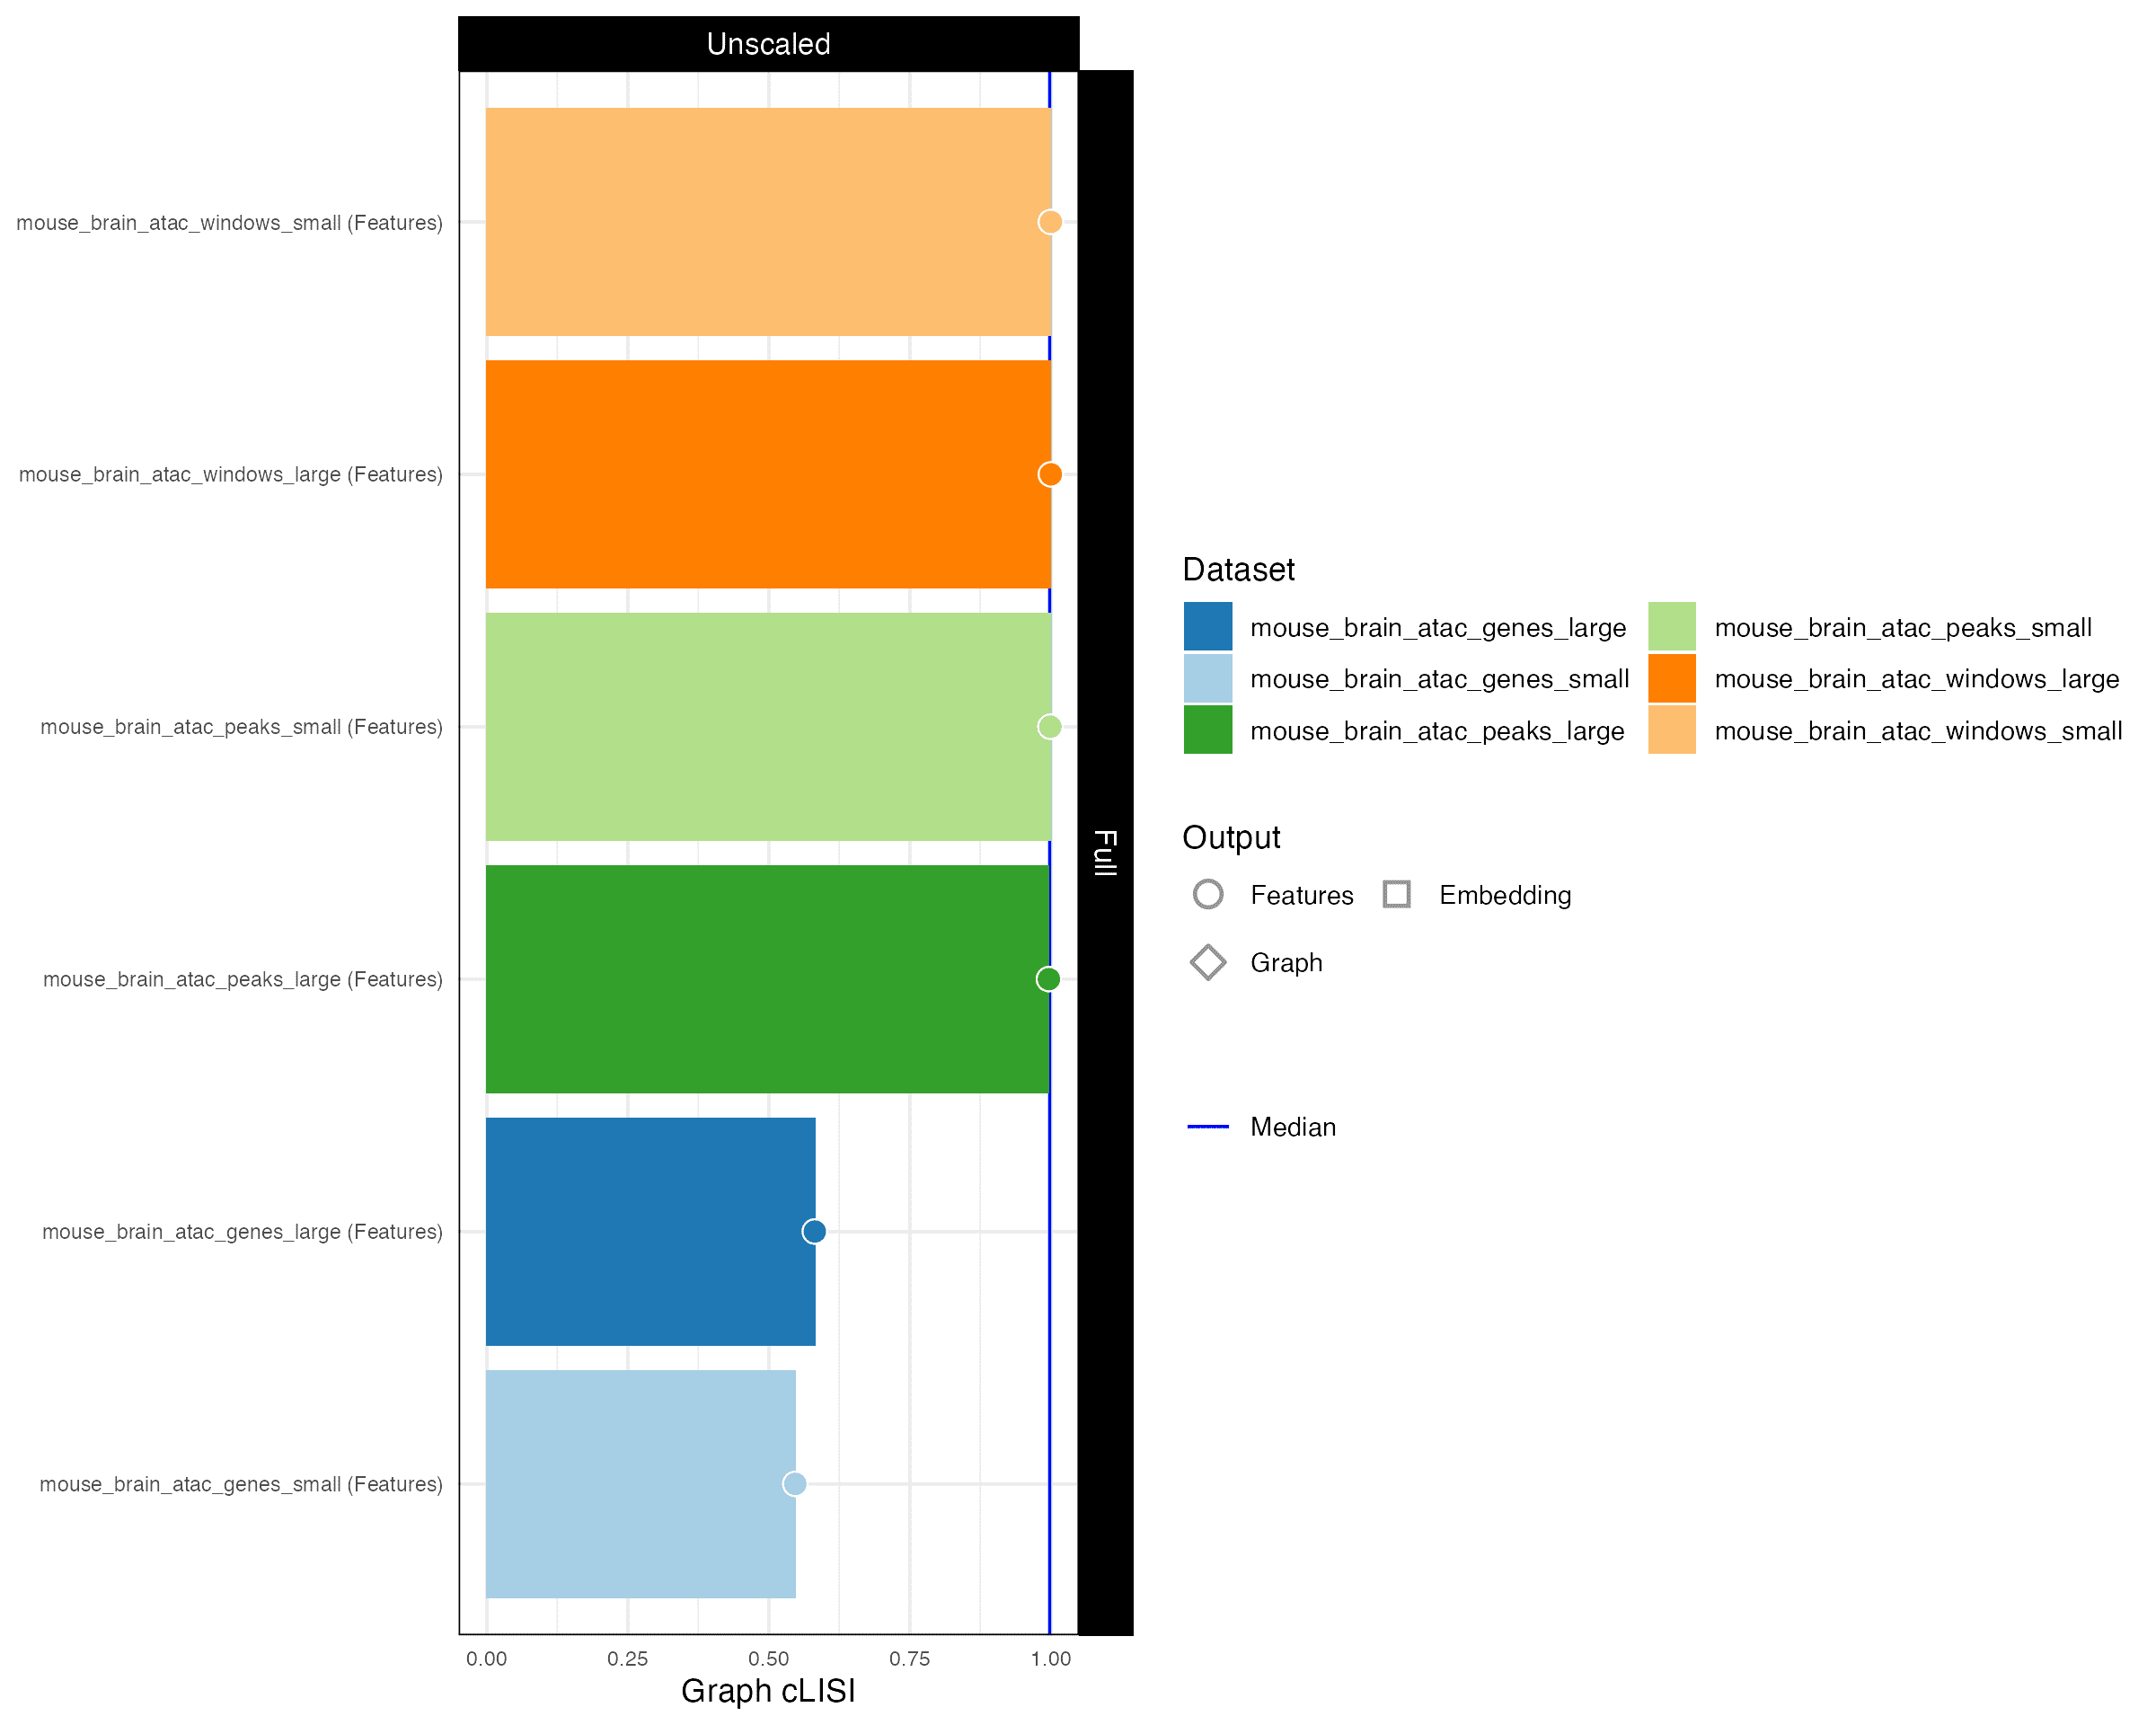 Unscaled
mouse_brain_atac_windows_small (Features)
mouse_brain_atac_windows_large (Features)
mouse_brain_atac_peaks_small (Features)
mouse_brain_atac_peaks_large (Features)
mouse_brain_atac_genes_large (Features)
mouse_brain_atac_genes_small (Features)
0.00 0.25 0.50 0.75 1.00
Graph cLISI
Full
Dataset
mouse_brain_atac_genes_large mouse_brain_atac_peaks_small
mouse_brain_atac_genes_small mouse_brain_atac_windows_large
mouse_brain_atac_peaks_large mouse_brain_atac_windows_small
Output
Features Embedding
Graph
Median